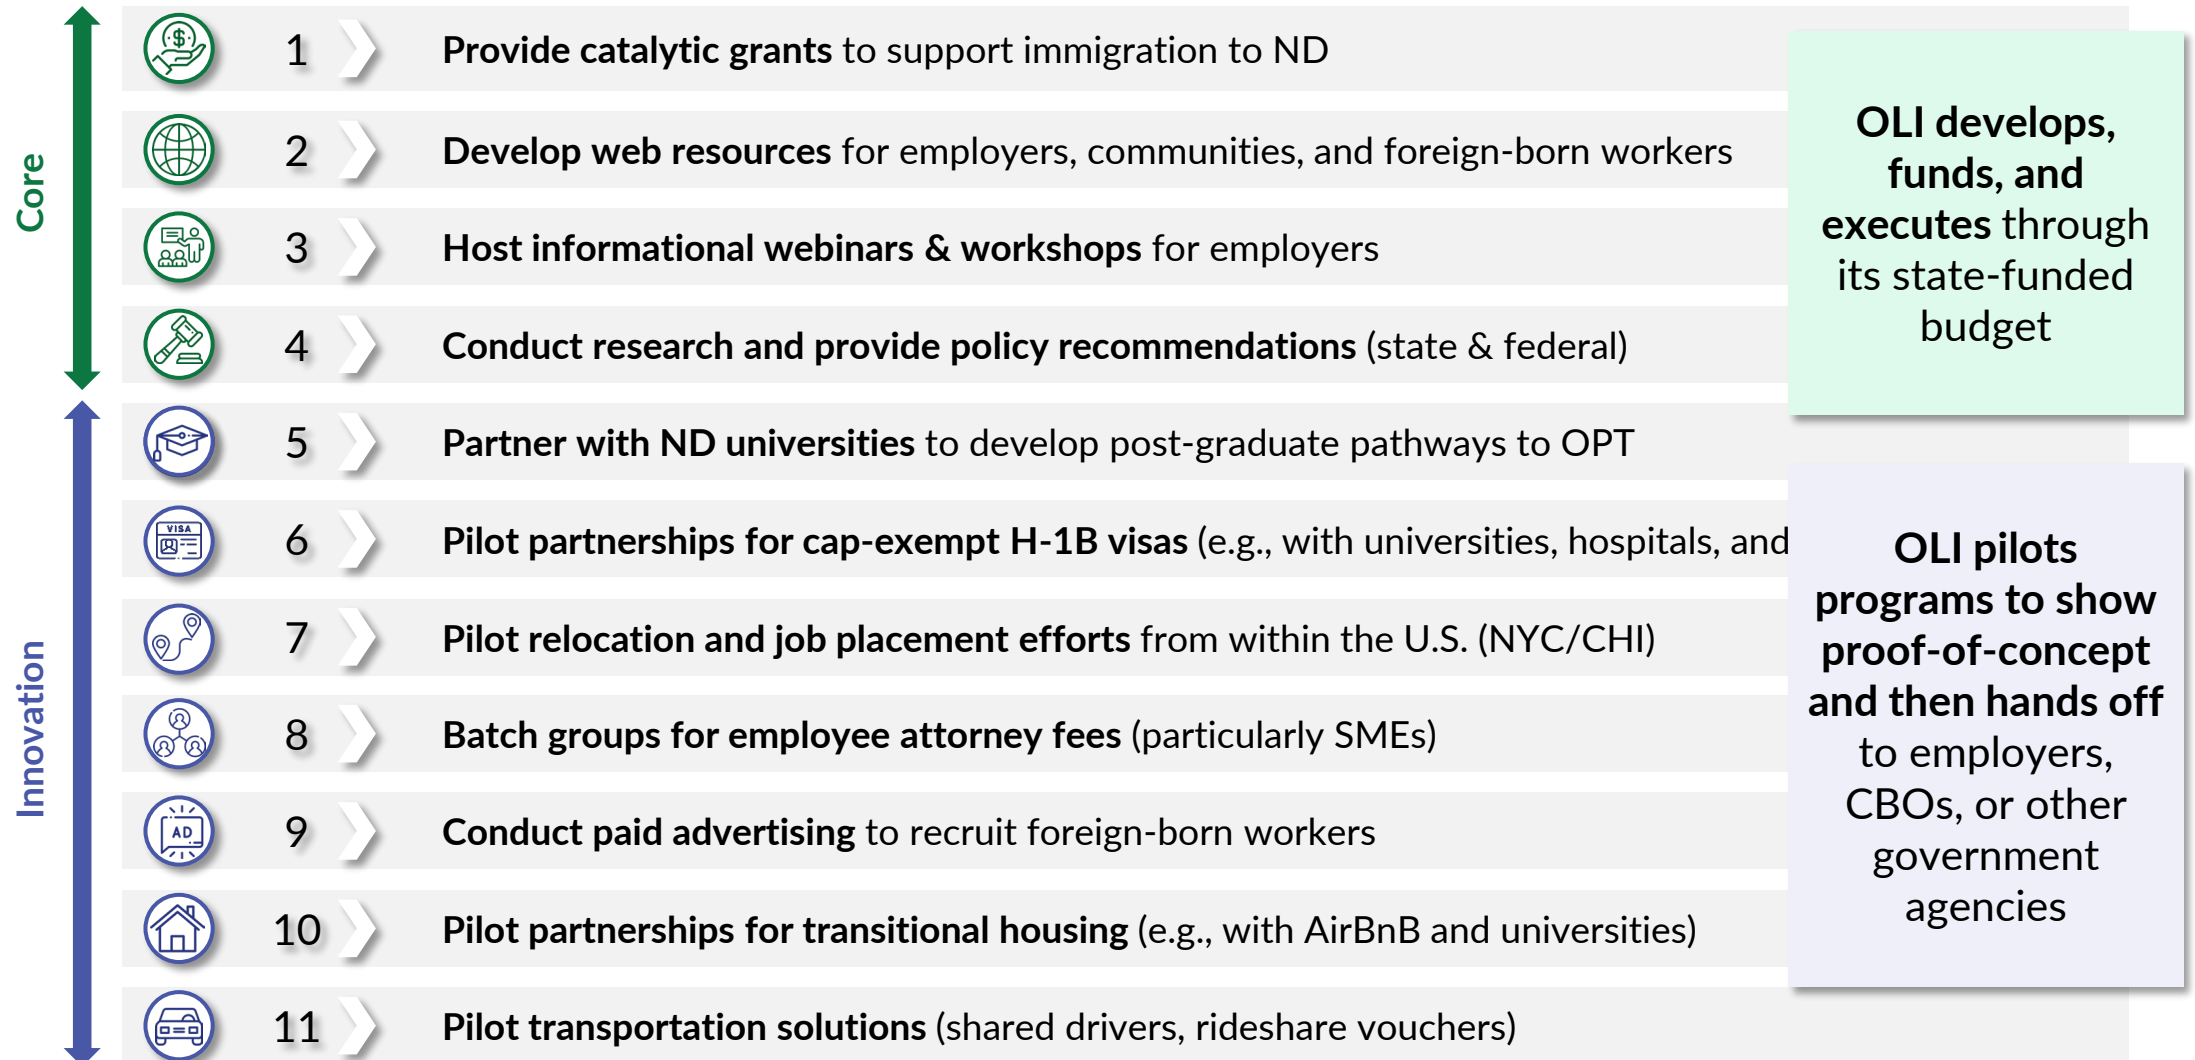 Core
1 Provide catalytic grants to support immigration to ND
2 Develop web resources for employers, communities, and foreign-born workers
3 Host informational webinars & workshops for employers
4 Conduct research and provide policy recommendations (state & federal)
OLI develops,
funds, and
executes through
its state-funded
budget
Innovation
5 Partner with ND universities to develop post-graduate pathways to OPT
VISA
6 Pilot partnerships for cap-exempt H-1B visas (e.g., with universities, hospitals, and
7 Pilot relocation and job placement efforts from within the U.S. (NYC/CHI)
8 Batch groups for employee attorney fees (particularly SMEs)
AD
9 Conduct paid advertising to recruit foreign-born workers
10 Pilot partnerships for transitional housing (e.g., with AirBnB and universities)
11 Pilot transportation solutions (shared drivers, rideshare vouchers)
OLI pilots
programs to show
proof-of-concept
and then hands off
to employers,
CBOs, or other
government
agencies